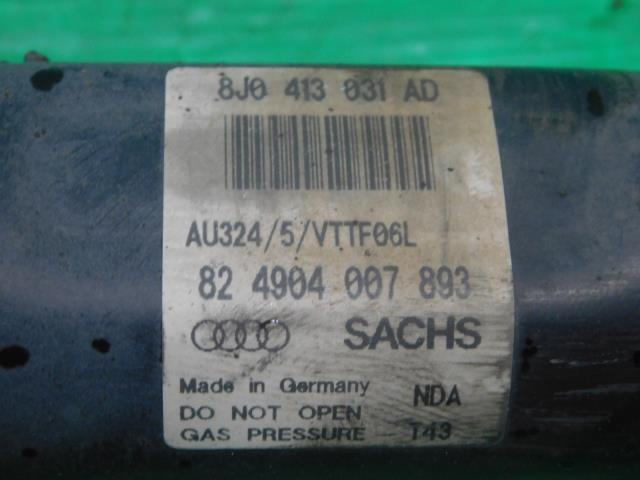 8J0 413 031 AD
AU324/5/VTTF06L
82 4904 007 893
SACHS
Made in Germany NDA
DO NOT OPEN
GAS PRESSURE T43